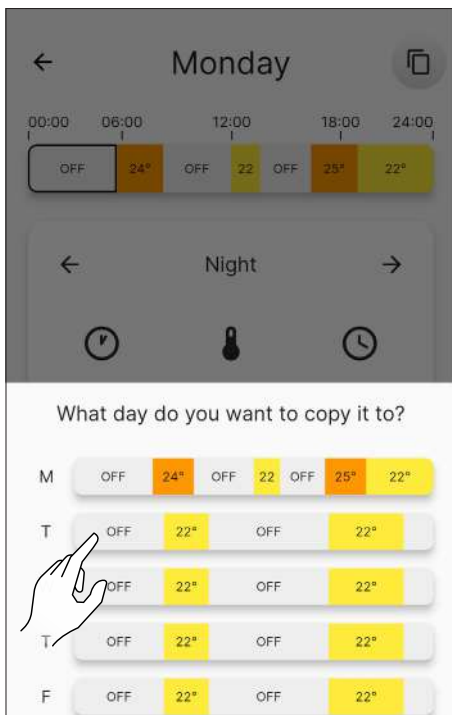 Monday
00:00 06:00 12:00 18:00 24:00
OFF 24° OFF 22 OFF 25° 22°
Night
What day do you want to copy it to?
M OFF 24° OFF 22 OFF 25° 22°
T OFF 22° OFF 22°
OFF 22° OFF 22°
T OFF 22° OFF 22°
F OFF 22° OFF 22°